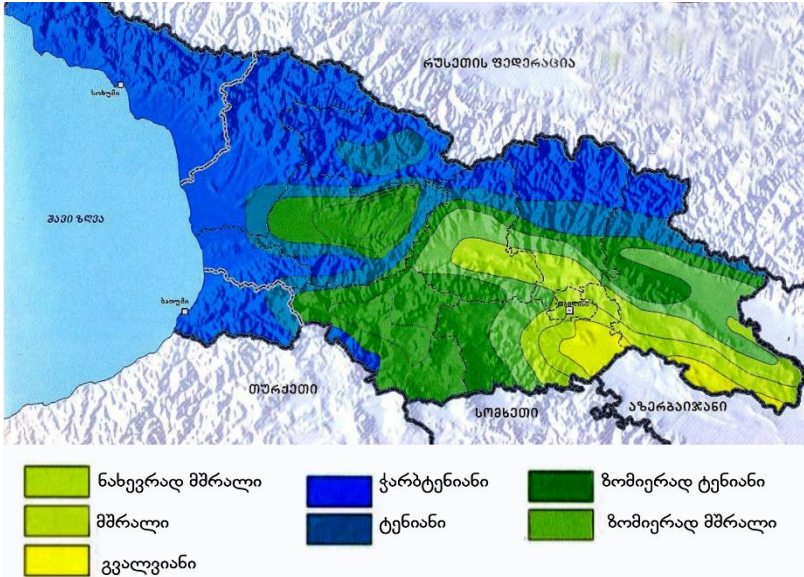 რუსეთის ფედერაცია
სოხუმი
შავი ზღვა
ბათუმი
თბილისი
თურქეთი
სომხეთი
აზერბაიჯანი
ნახევრად მშრალი
ჭარბტენიანი
ზომიერად ტენიანი
მშრალი
ტენიანი
ზომიერად მშრალი
გვალვიანი